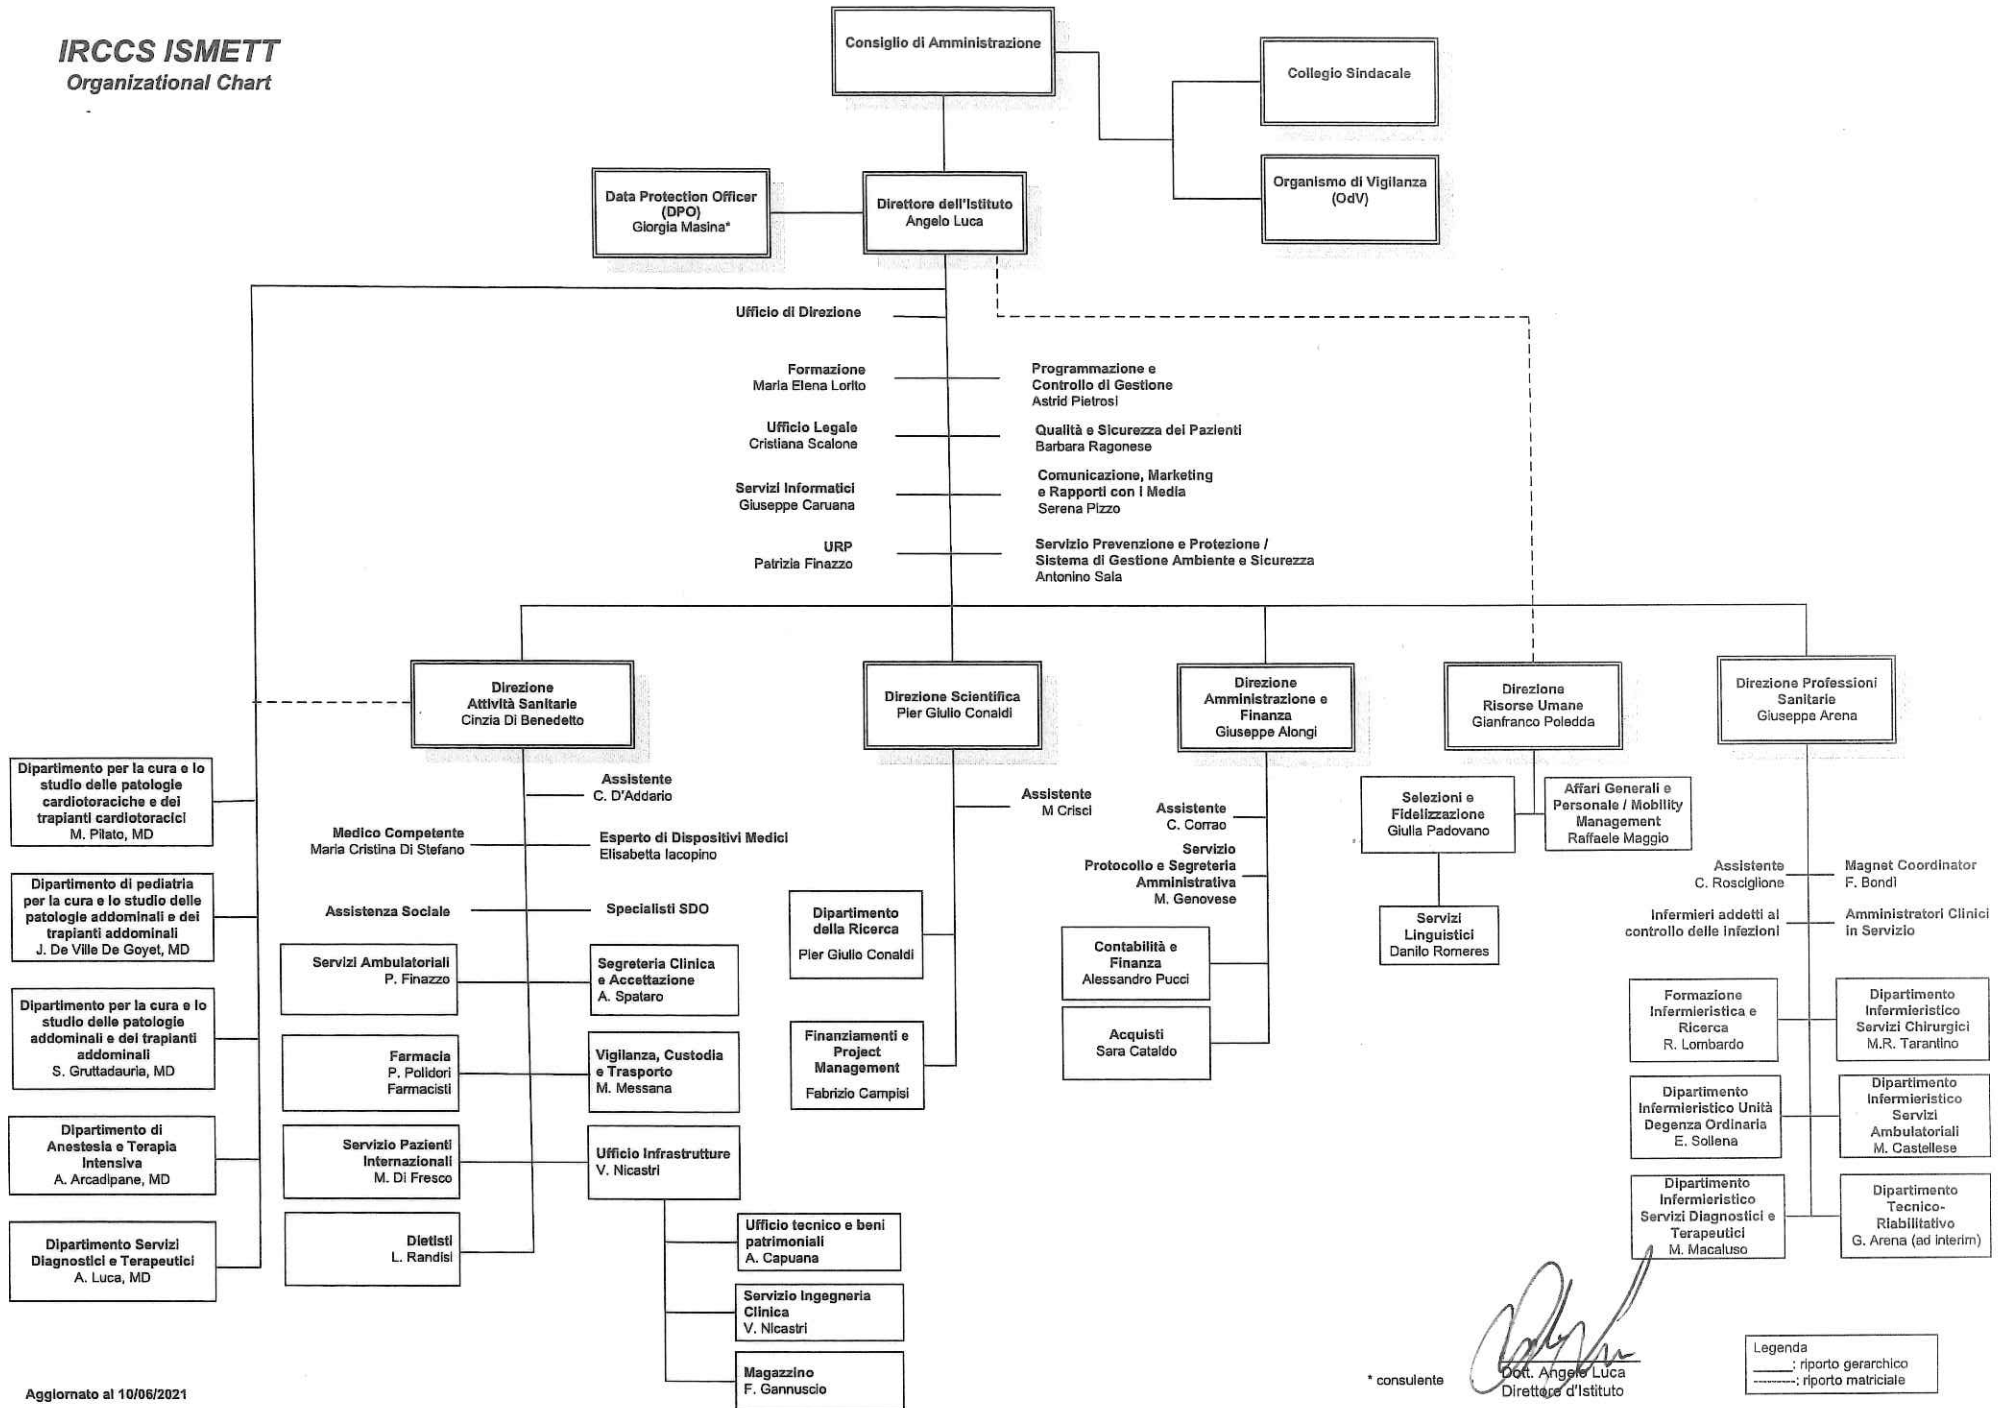 IRCCS ISMETT
Organizational Chart
Consiglio di Amministrazione
Collegio Sindacale
Organismo di Vigilanza
(OdV)
Data Protection Officer
(DPO)
Giorgia Masina*
Direttore dell'Istituto
Angelo Luca
Ufficio di Direzione
Formazione
Maria Elena Lorito
Programmazione e
Controllo di Gestione
Astrid Pietrosi
Ufficio Legale
Cristiana Scalone
Qualità e Sicurezza dei Pazienti
Barbara Ragonese
Servizi Informatici
Giuseppe Caruana
Comunicazione, Marketing
e Rapporti con i Media
Serena Pizzo
URP
Patrizia Finazzo
Servizio Prevenzione e Protezione /
Sistema di Gestione Ambiente e Sicurezza
Antonino Sala
Direzione
Attività Sanitarie
Cinzia Di Benedetto
Direzione Scientifica
Pier Giulio Conaldi
Direzione
Amministrazione e
Finanza
Giuseppe Alongi
Direzione
Risorse Umane
Gianfranco Poledda
Direzione Professioni
Sanitarie
Giuseppe Arena
Dipartimento per la cura e lo
studio delle patologie
cardiotoraciche e dei
trapianti cardiotoracici
M. Pilato, MD
Dipartimento di pediatria
per la cura e lo studio delle
patologie addominali e dei
trapianti addominali
J. De Ville De Goyet, MD
Dipartimento per la cura e lo
studio delle patologie
addominali e dei trapianti
addominali
S. Gruttadauria, MD
Dipartimento di
Anestesia e Terapia
Intensiva
A. Arcadipane, MD
Dipartimento Servizi
Diagnostici e Terapeutici
A. Luca, MD
Assistente
C. D'Addario
Medico Competente
Maria Cristina Di Stefano
Esperto di Dispositivi Medici
Elisabetta Iacopino
Assistenza Sociale
Specialisti SDO
Servizi Ambulatoriali
P. Finazzo
Segreteria Clinica
e Accettazione
A. Spataro
Farmacia
P. Polidori
Farmacisti
Vigilanza, Custodia
e Trasporto
M. Messana
Servizio Pazienti
Internazionali
M. Di Fresco
Ufficio Infrastrutture
V. Nicastri
Dietisti
L. Randisi
Ufficio tecnico e beni
patrimoniali
A. Capuana
Servizio Ingegneria
Clinica
V. Nicastri
Magazzino
F. Gannuscio
Assistente
M Crisci
Dipartimento
della Ricerca
Pier Giulio Conaldi
Finanziamenti e
Project
Management
Fabrizio Campisi
Assistente
C. Corrao
Servizio
Protocollo e Segreteria
Amministrativa
M. Genovese
Contabilità e
Finanza
Alessandro Pucci
Acquisti
Sara Cataldo
Selezioni e
Fidelizzazione
Giulia Padovano
Affari Generali e
Personale / Mobility
Management
Raffaele Maggio
Servizi
Linguistici
Danilo Romeres
Assistente
C. Rosciglione
Magnet Coordinator
F. Bondì
Infermieri addetti al
controllo delle infezioni
Amministratori Clinici
in Servizio
Formazione
Infermieristica e
Ricerca
R. Lombardo
Dipartimento
Infermieristico
Servizi Chirurgici
M.R. Tarantino
Dipartimento
Infermieristico Unità
Degenza Ordinaria
E. Sollena
Dipartimento
Infermieristico
Servizi
Ambulatoriali
M. Castellese
Dipartimento
Infermieristico
Servizi Diagnostici e
Terapeutici
M. Macaluso
Dipartimento
Tecnico-
Riabilitativo
G. Arena (ad interim)
Aggiornato al 10/06/2021
* consulente
Dott. Angelo Luca
Direttore d'Istituto
Legenda
______: riporto gerarchico
---------: riporto matriciale